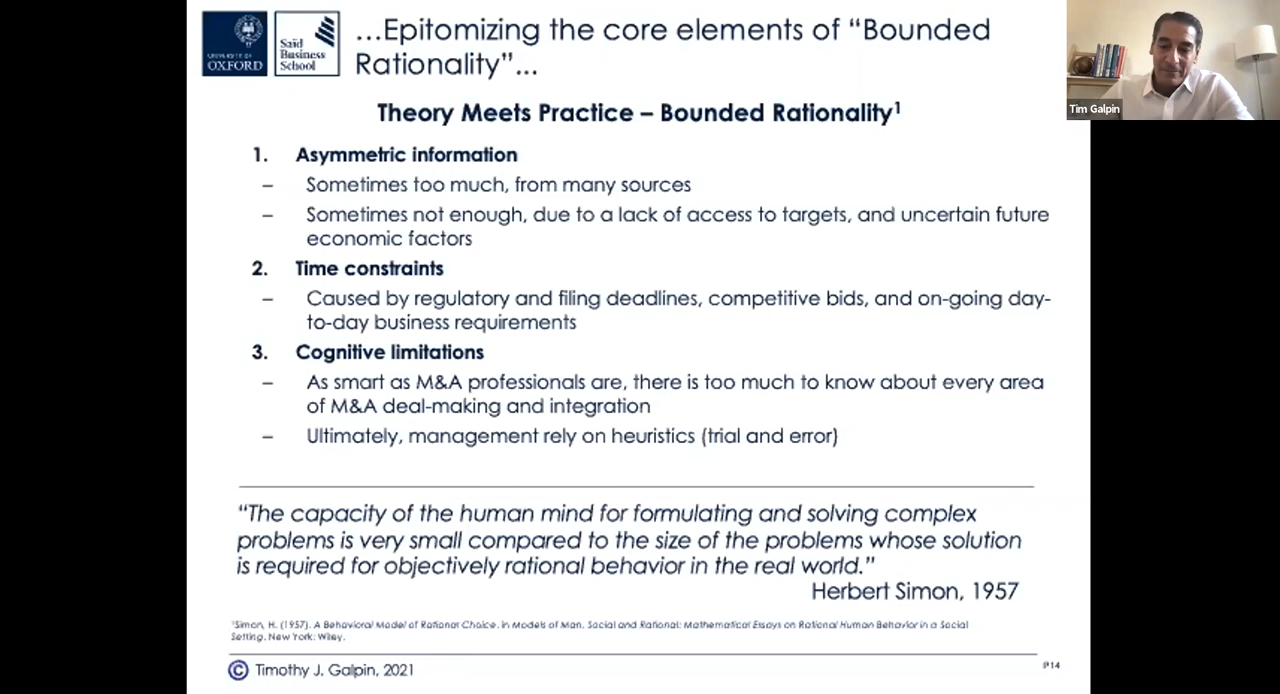 UNIVERSITY OF
OXFORD
Saïd
Business
School
…Epitomizing the core elements of “Bounded
Rationality”...
Theory Meets Practice – Bounded Rationality¹
1. Asymmetric information
– Sometimes too much, from many sources
– Sometimes not enough, due to a lack of access to targets, and uncertain future
economic factors
2. Time constraints
– Caused by regulatory and filing deadlines, competitive bids, and on-going day-
to-day business requirements
3. Cognitive limitations
– As smart as M&A professionals are, there is too much to know about every area
of M&A deal-making and integration
– Ultimately, management rely on heuristics (trial and error)
“The capacity of the human mind for formulating and solving complex
problems is very small compared to the size of the problems whose solution
is required for objectively rational behavior in the real world.”
Herbert Simon, 1957
¹Simon, H. (1957). A Behavioral Model of Rational Choice. in Models of Man, Social and Rational: Mathematical Essays on Rational Human Behavior in a Social
Setting. New York: Wiley.
© Timothy J. Galpin, 2021
P14
Tim Galpin